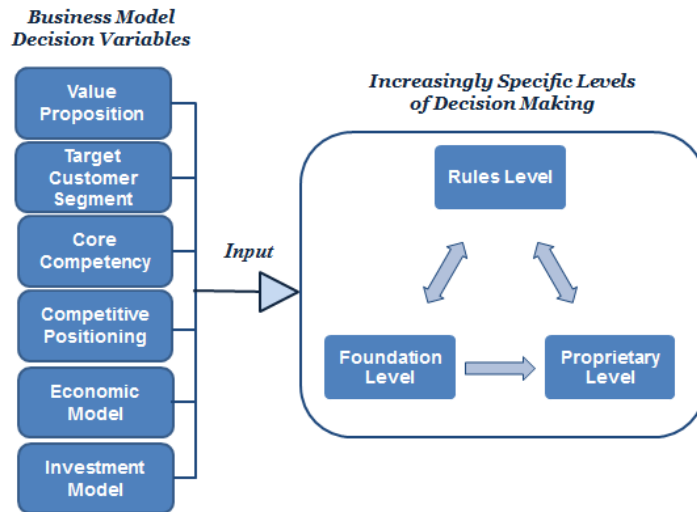 Business Model
Decision Variables
Value
Proposition
Target
Customer
Segment
Core
Competency
Competitive
Positioning
Economic
Model
Investment
Model
Input
Increasingly Specific Levels
of Decision Making
Rules Level
Foundation
Level
Proprietary
Level